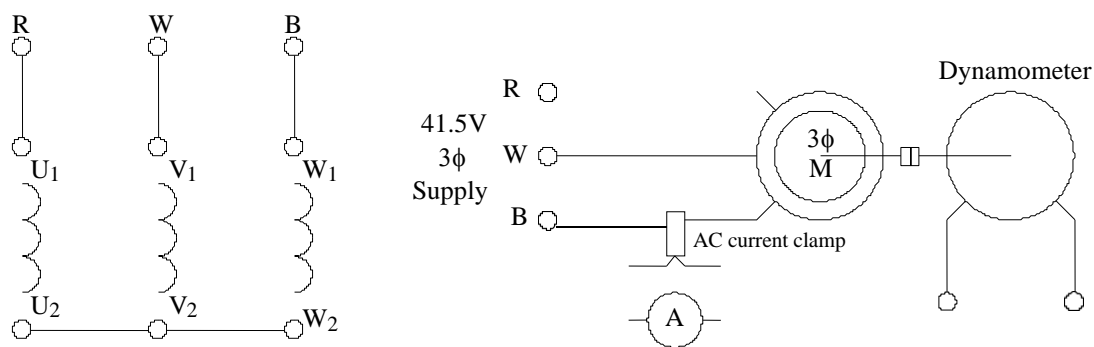 R W B
U1 V1 W1
U2 V2 W2
R
W
B
41.5V
3ϕ
Supply
3ϕ
M
Dynamometer
AC current clamp
A